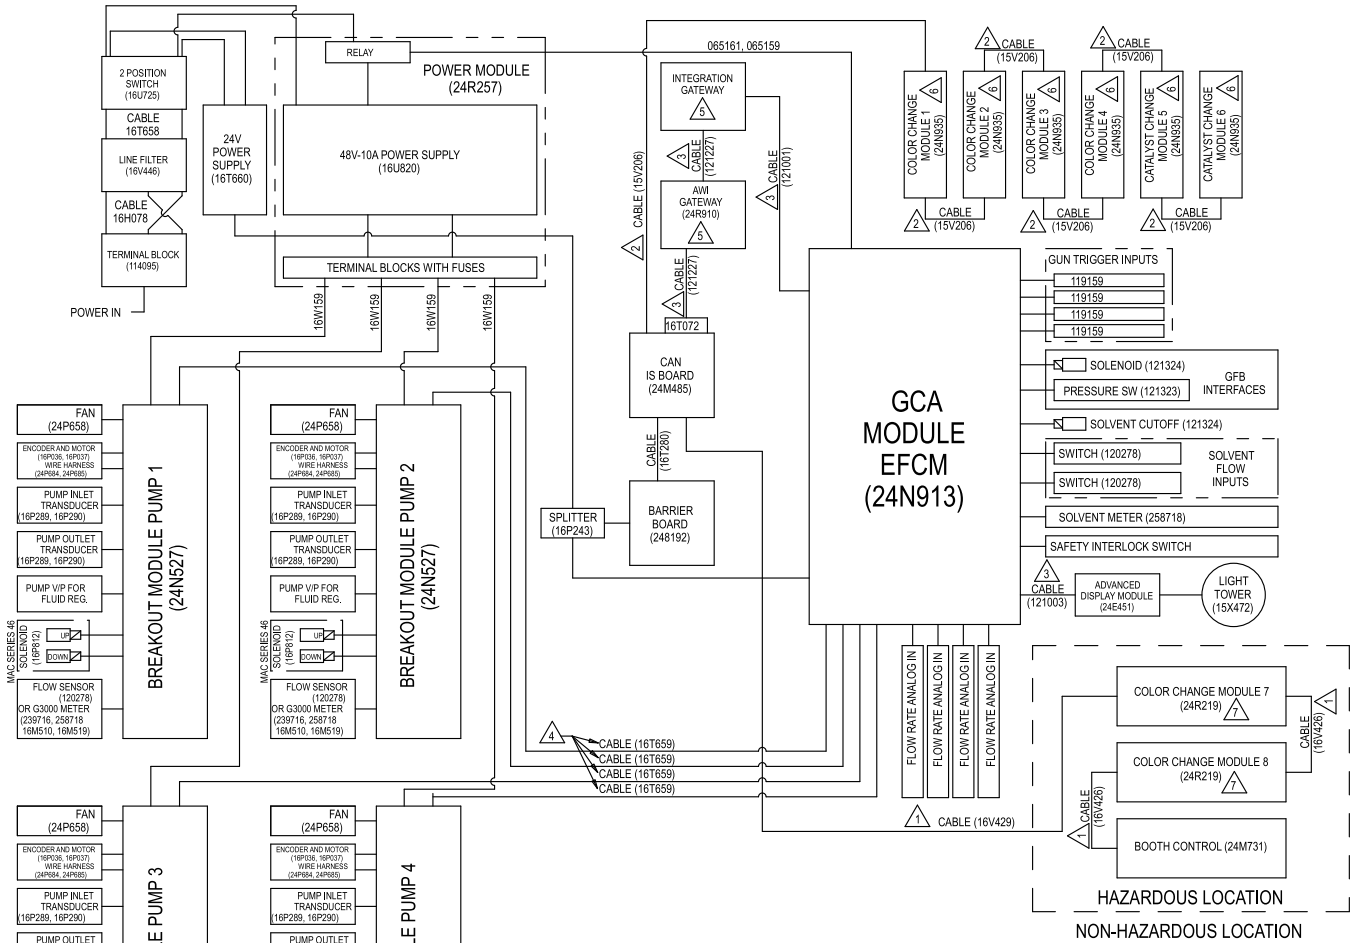 2 POSITION
SWITCH
(16U725)
CABLE
16T658
LINE FILTER
(16V446)
CABLE
16H078
TERMINAL BLOCK
(114095)
POWER IN
24V
POWER
SUPPLY
(16T660)
RELAY
POWER MODULE
(24R257)
48V-10A POWER SUPPLY
(16U820)
TERMINAL BLOCKS WITH FUSES
16W159
16W159
16W159
16W159
065161, 065159
INTEGRATION
GATEWAY
5
3
CABLE
(121227)
AWI
GATEWAY
(24R910)
5
3
CABLE
(121227)
3
CABLE
(121001)
2
CABLE (15V206)
16T072
CAN
IS BOARD
(24M485)
CABLE
(16T280)
BARRIER
BOARD
(248192)
SPLITTER
(16P243)
2
CABLE
(15V206)
2
CABLE
(15V206)
COLOR CHANGE
MODULE 1
(24N935)
6
COLOR CHANGE
MODULE 2
(24N935)
6
COLOR CHANGE
MODULE 3
(24N935)
6
COLOR CHANGE
MODULE 4
(24N935)
6
CATALYST CHANGE
MODULE 5
(24N935)
6
CATALYST CHANGE
MODULE 6
(24N935)
6
2
CABLE
(15V206)
2
CABLE
(15V206)
2
CABLE
(15V206)
GCA
MODULE
EFCM
(24N913)
GUN TRIGGER INPUTS
119159
119159
119159
119159
SOLENOID (121324)
PRESSURE SW (121323)
GFB
INTERFACES
SOLVENT CUTOFF (121324)
SWITCH (120278)
SWITCH (120278)
SOLVENT
FLOW
INPUTS
SOLVENT METER (258718)
SAFETY INTERLOCK SWITCH
3
CABLE
(121003)
ADVANCED
DISPLAY MODULE
(24E451)
LIGHT
TOWER
(15X472)
FLOW RATE ANALOG IN
FLOW RATE ANALOG IN
FLOW RATE ANALOG IN
FLOW RATE ANALOG IN
4
CABLE (16T659)
CABLE (16T659)
CABLE (16T659)
CABLE (16T659)
1
CABLE (16V429)
COLOR CHANGE MODULE 7
(24R219)
7
1
CABLE
(16V426)
COLOR CHANGE MODULE 8
(24R219)
7
1
CABLE
(16V426)
BOOTH CONTROL (24M731)
HAZARDOUS LOCATION
NON-HAZARDOUS LOCATION
FAN
(24P658)
ENCODER AND MOTOR
(16P036, 16P037)
WIRE HARNESS
(24P684, 24P685)
PUMP INLET
TRANSDUCER
(16P289, 16P290)
PUMP OUTLET
TRANSDUCER
(16P289, 16P290)
PUMP V/P FOR
FLUID REG.
MAC SERIES 46
SOLENOID
(16P812)
UP
DOWN
FLOW SENSOR
(120278)
OR G3000 METER
(239716, 258718
16M510, 16M519)
BREAKOUT MODULE PUMP 1
(24N527)
FAN
(24P658)
ENCODER AND MOTOR
(16P036, 16P037)
WIRE HARNESS
(24P684, 24P685)
PUMP INLET
TRANSDUCER
(16P289, 16P290)
PUMP OUTLET
TRANSDUCER
(16P289, 16P290)
PUMP V/P FOR
FLUID REG.
MAC SERIES 46
SOLENOID
(16P812)
UP
DOWN
FLOW SENSOR
(120278)
OR G3000 METER
(239716, 258718
16M510, 16M519)
BREAKOUT MODULE PUMP 2
(24N527)
FAN
(24P658)
ENCODER AND MOTOR
(16P036, 16P037)
WIRE HARNESS
(24P684, 24P685)
PUMP INLET
TRANSDUCER
(16P289, 16P290)
PUMP OUTLET
LE PUMP 3
FAN
(24P658)
ENCODER AND MOTOR
(16P036, 16P037)
WIRE HARNESS
(24P684, 24P685)
PUMP INLET
TRANSDUCER
(16P289, 16P290)
PUMP OUTLET
LE PUMP 4